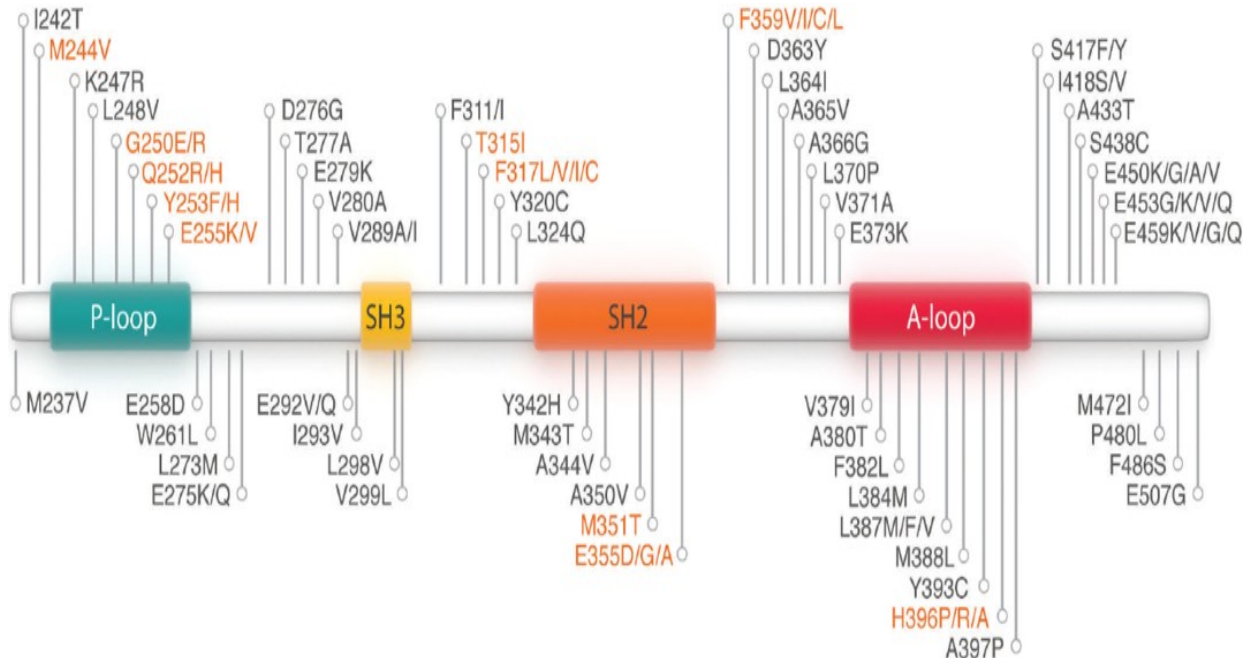 I242T
M244V
K247R
L248V
G250E/R
Q252R/H
Y253F/H
E255K/V
D276G
T277A
E279K
V280A
V289A/I
F311/I
T315I
F317L/V/I/C
Y320C
L324Q
F359V/I/C/L
D363Y
L364I
A365V
A366G
L370P
V371A
E373K
S417F/Y
I418S/V
A433T
S438C
E450K/G/A/V
E453G/K/V/Q
E459K/V/G/Q
P-loop
SH3
SH2
A-loop
M237V
E258D
W261L
L273M
E275K/Q
E292V/Q
I293V
L298V
V299L
Y342H
M343T
A344V
A350V
M351T
E355D/G/A
V379I
A380T
F382L
L384M
L387M/F/V
M388L
Y393C
H396P/R/A
A397P
M472I
P480L
F486S
E507G